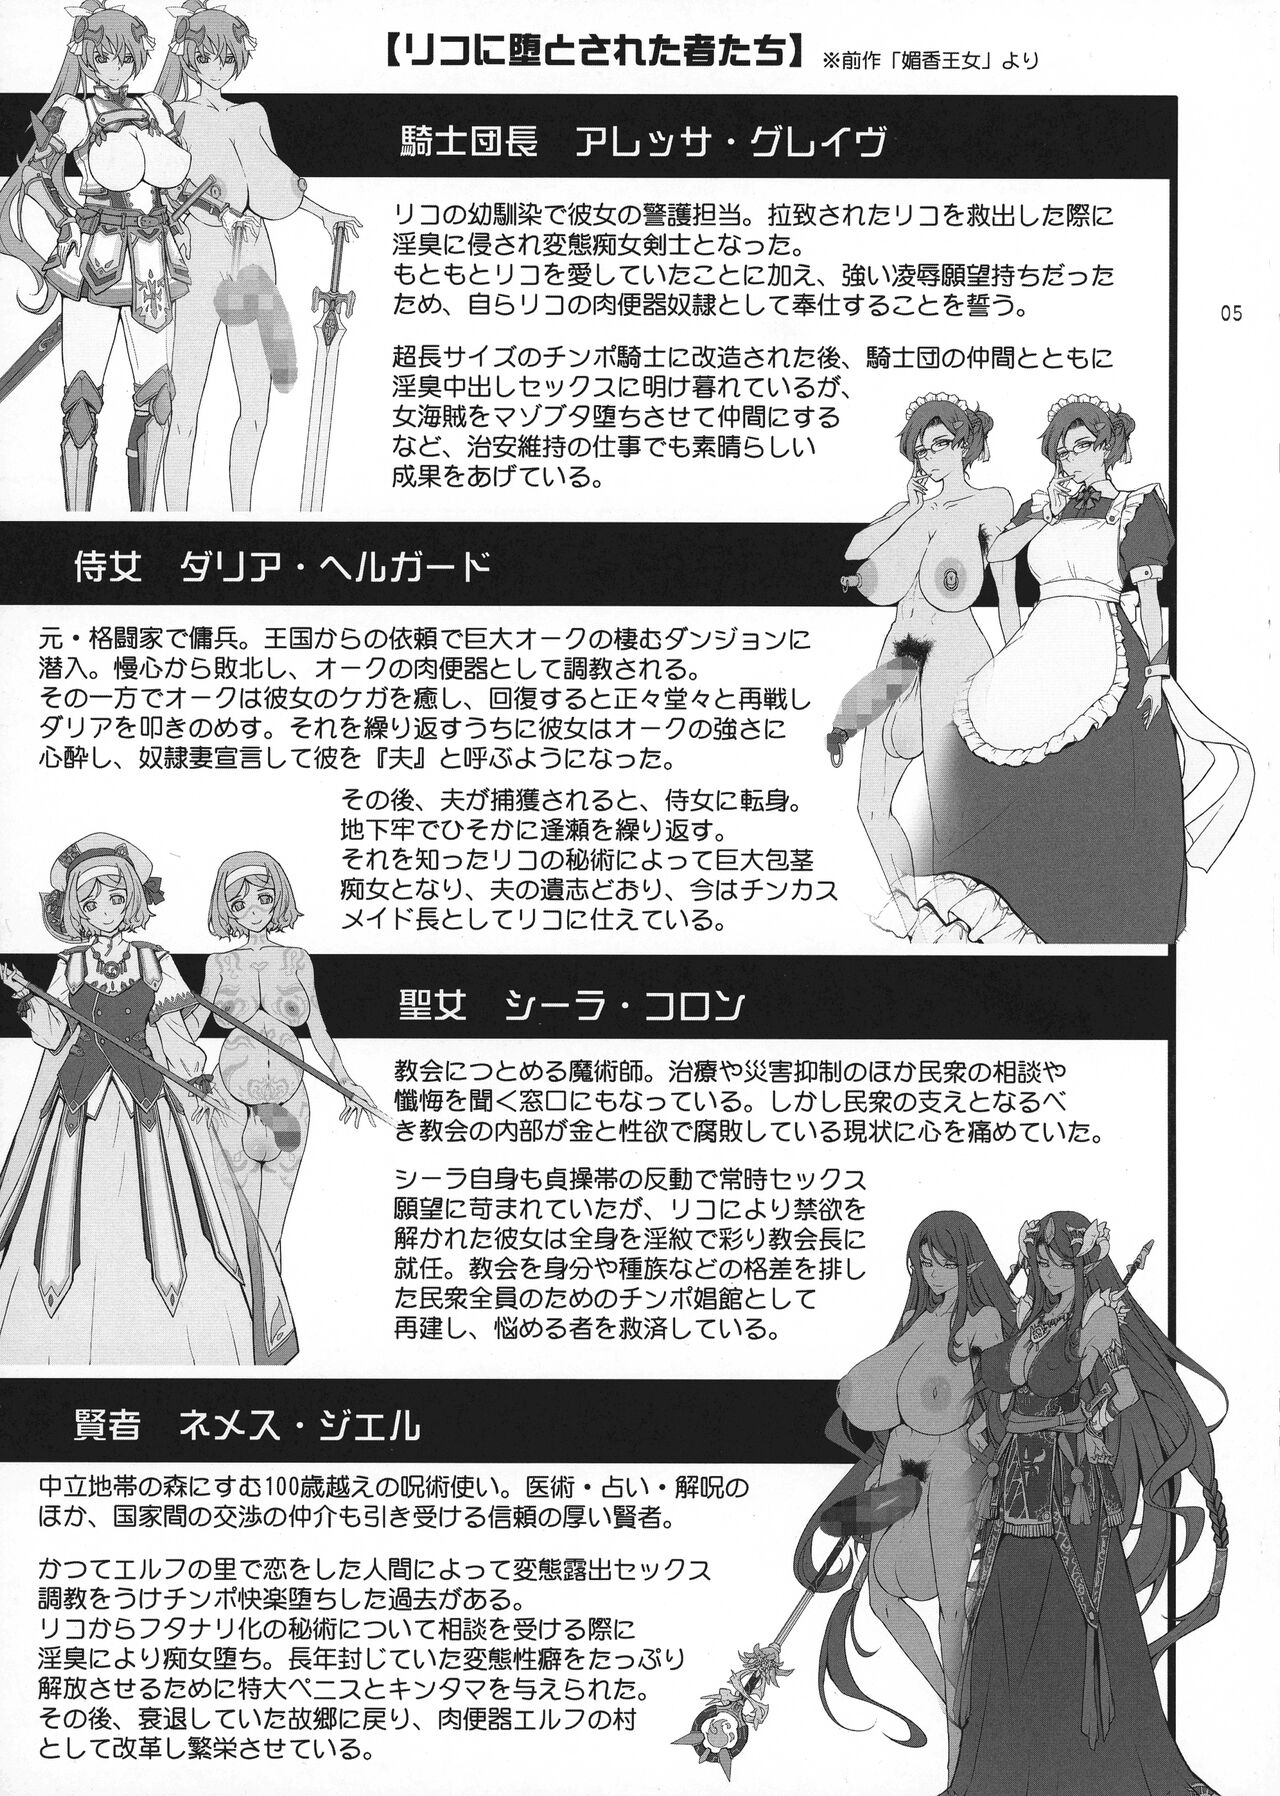 【リコに堕とされた者たち】 ※前作「媚香王女」より
騎士団長　アレッサ・グレイヴ
リコの幼馴染で彼女の警護担当。拉致されたリコを救出した際に
淫臭に侵され変態痴女剣士となった。
もともとリコを愛していたことに加え、強い凌辱願望持ちだった
ため、自らリコの肉便器奴隷として奉仕することを誓う。
05
超長サイズのチンポ騎士に改造された後、騎士団の仲間とともに
淫臭中出しセックスに明け暮れているが、
女海賊をマゾブタ堕ちさせて仲間にする
など、治安維持の仕事でも素晴らしい
成果をあげている。
侍女　ダリア・ヘルガード
元・格闘家で傭兵。王国からの依頼で巨大オークの棲むダンジョンに
潜入。慢心から敗北し、オークの肉便器として調教される。
その一方でオークは彼女のケガを癒し、回復すると正々堂々と再戦し
ダリアを叩きのめす。それを繰り返すうちに彼女はオークの強さに
心酔し、奴隷妻宣言して彼を『夫』と呼ぶようになった。
その後、夫が捕獲されると、侍女に転身。
地下牢でひそかに逢瀬を繰り返す。
それを知ったリコの秘術によって巨大包茎
痴女となり、夫の遺志どおり、今はチンカス
メイド長としてリコに仕えている。
聖女　シーラ・コロン
教会につとめる魔術師。治療や災害抑制のほか民衆の相談や
懺悔を聞く窓口にもなっている。しかし民衆の支えとなるべ
き教会の内部が金と性欲で腐敗している現状に心を痛めていた。
シーラ自身も貞操帯の反動で常時セックス
願望に苛まれていたが、リコにより禁欲を
解かれた彼女は全身を淫紋で彩り教会長に
就任。教会を身分や種族などの格差を排し
た民衆全員のためのチンポ娼館として
再建し、悩める者を救済している。
賢者　ネメス・ジエル
中立地帯の森にすむ100歳越えの呪術使い。医術・占い・解呪の
ほか、国家間の交渉の仲介も引き受ける信頼の厚い賢者。
かつてエルフの里で恋をした人間によって変態露出セックス
調教をうけチンポ快楽堕ちした過去がある。
リコからフタナリ化の秘術について相談を受ける際に
淫臭により痴女堕ち。長年封じていた変態性癖をたっぷり
解放させるために特大ペニスとキンタマを与えられた。
その後、衰退していた故郷に戻り、肉便器エルフの村
として改革し繁栄させている。